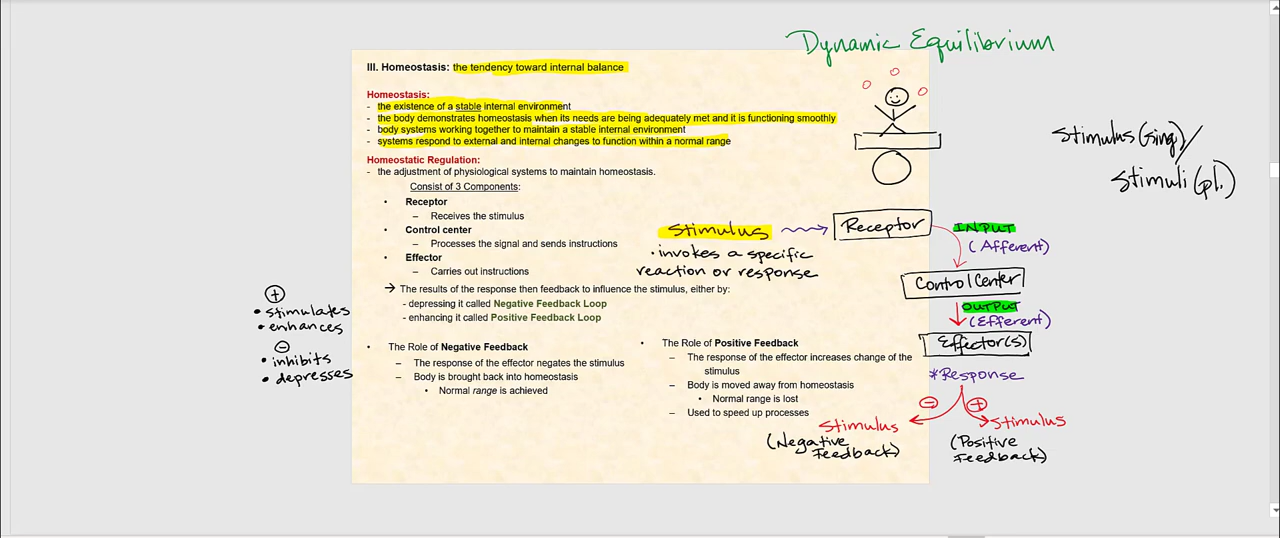 Dynamic Equilibrium
III. Homeostasis: the tendency toward internal balance
Homeostasis:
- the existence of a stable internal environment
- the body demonstrates homeostasis when its needs are being adequately met and it is functioning smoothly
- body systems working together to maintain a stable internal environment
- systems respond to external and internal changes to function within a normal range
Stimulus (sing)/
Stimuli (pl.)
Homeostatic Regulation:
- the adjustment of physiological systems to maintain homeostasis.
Consist of 3 Components:
• Receptor
– Receives the stimulus
• Control center
– Processes the signal and sends instructions
• Effector
– Carries out instructions
→ The results of the response then feedback to influence the stimulus, either by:
- depressing it called Negative Feedback Loop
- enhancing it called Positive Feedback Loop
Stimulus
• invokes a specific
reaction or response
Receptor
INPUT
(Afferent)
Control Center
OUTPUT
(Efferent)
Effector(s)
*Response
⊖ Stimulus
(Negative
Feedback)
⊕ Stimulus
(Positive
Feedback)
⊕
• stimulates
• enhances
⊖
• inhibits
• depresses
• The Role of Negative Feedback
– The response of the effector negates the stimulus
– Body is brought back into homeostasis
• Normal range is achieved
• The Role of Positive Feedback
– The response of the effector increases change of the
stimulus
– Body is moved away from homeostasis
• Normal range is lost
– Used to speed up processes